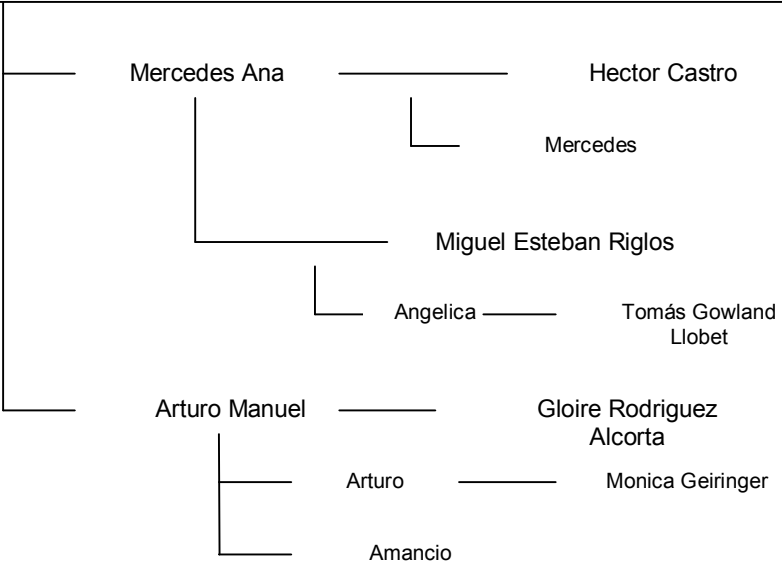 Mercedes Ana Hector Castro
Mercedes
Miguel Esteban Riglos
Angelica Tomás Gowland
Llobet
Arturo Manuel Gloire Rodriguez
Alcorta
Arturo Monica Geiringer
Amancio